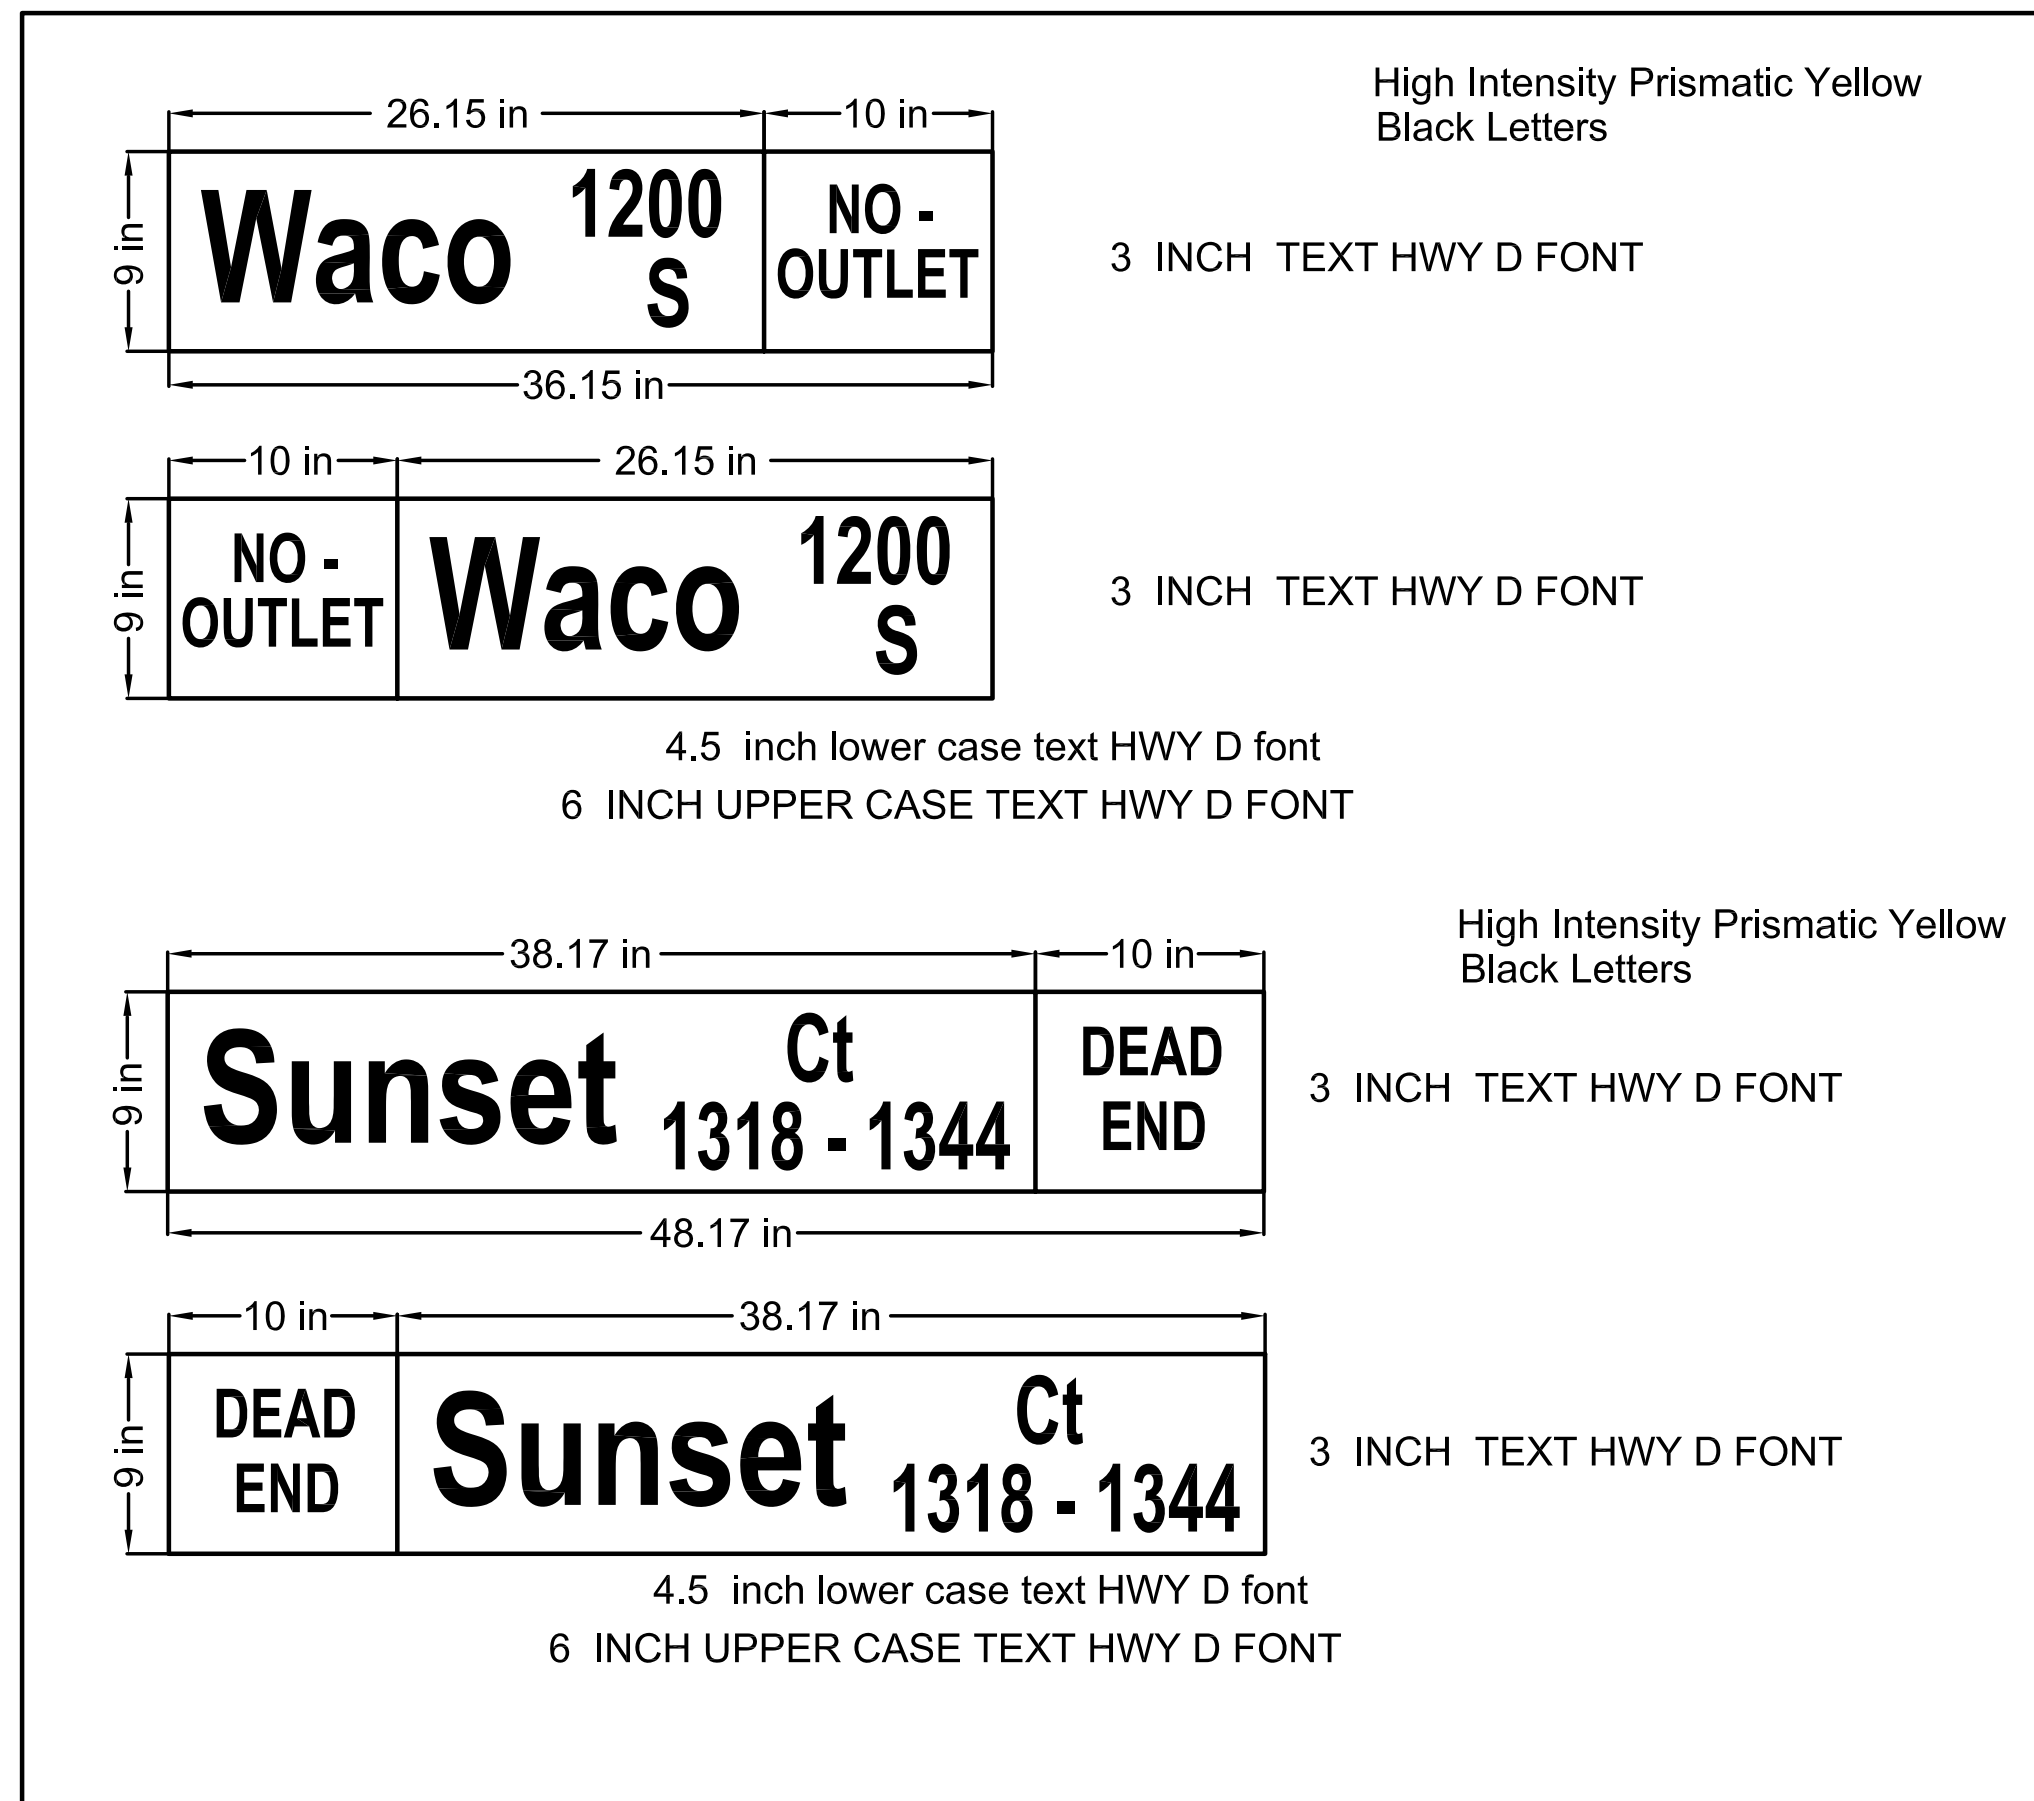 26.15 in 10 in
High Intensity Prismatic Yellow
Black Letters
9 in
Waco 1200 S
NO -
OUTLET
3 INCH TEXT HWY D FONT
36.15 in
10 in 26.15 in
9 in
NO -
OUTLET
Waco 1200 S
3 INCH TEXT HWY D FONT
4.5 inch lower case text HWY D font
6 INCH UPPER CASE TEXT HWY D FONT
High Intensity Prismatic Yellow
Black Letters
38.17 in 10 in
9 in
Sunset Ct
1318 - 1344
DEAD
END
3 INCH TEXT HWY D FONT
48.17 in
10 in 38.17 in
9 in
DEAD
END
Sunset Ct
1318 - 1344
3 INCH TEXT HWY D FONT
4.5 inch lower case text HWY D font
6 INCH UPPER CASE TEXT HWY D FONT